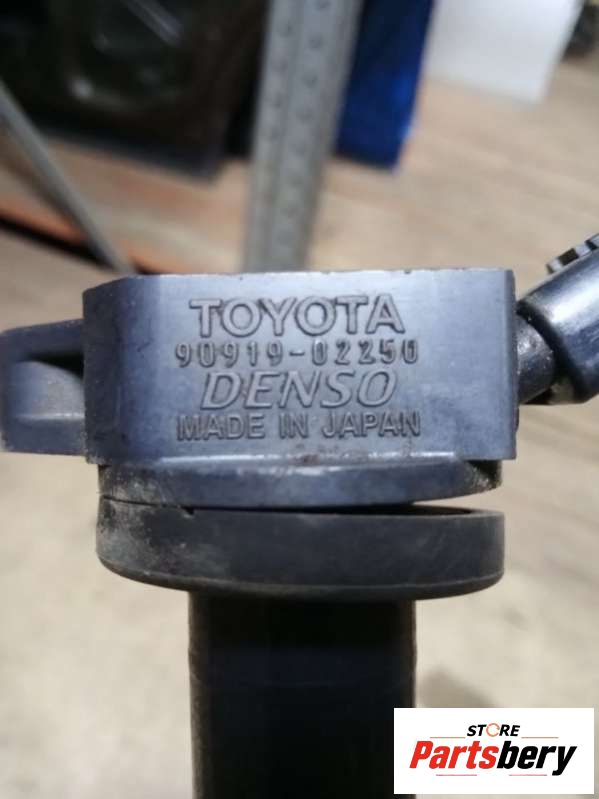 TOYOTA
90919-02250
DENSO
MADE IN JAPAN
STORE
Partsbery